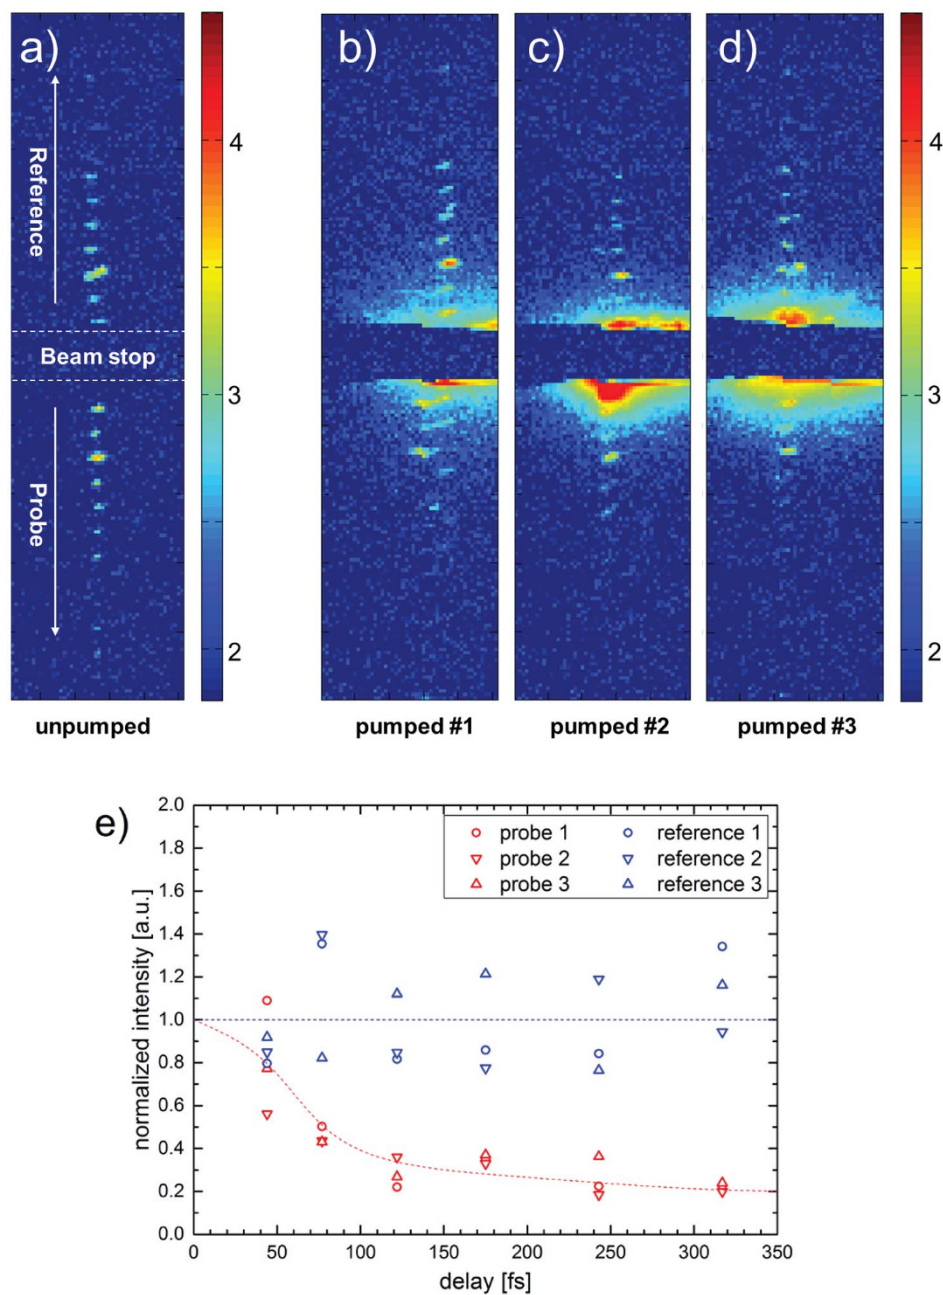 a)
b)
c)
d)
Reference
Beam stop
Probe
4
3
2
4
3
2
unpumped
pumped #1
pumped #2
pumped #3
e)
probe 1
reference 1
probe 2
reference 2
probe 3
reference 3
normalized intensity [a.u.]
2.0
1.8
1.6
1.4
1.2
1.0
0.8
0.6
0.4
0.2
0.0
0 50 100 150 200 250 300 350
delay [fs]